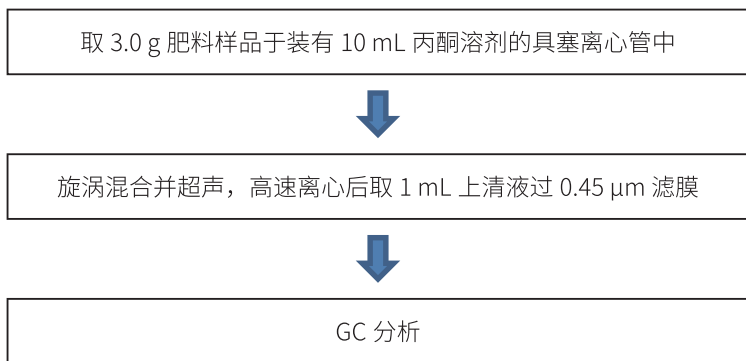 取 3.0 g 肥料样品于装有 10 mL 丙酮溶剂的具塞离心管中
旋涡混合并超声，高速离心后取 1 mL 上清液过 0.45 μm 滤膜
GC 分析